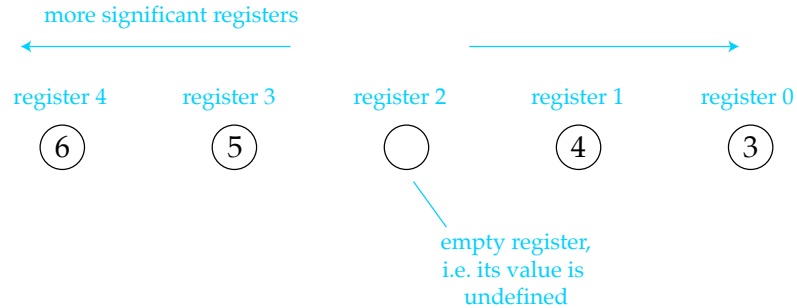 more significant registers
register 4 register 3 register 2 register 1 register 0
6 5 4 3
empty register,
i.e. its value is
undefined